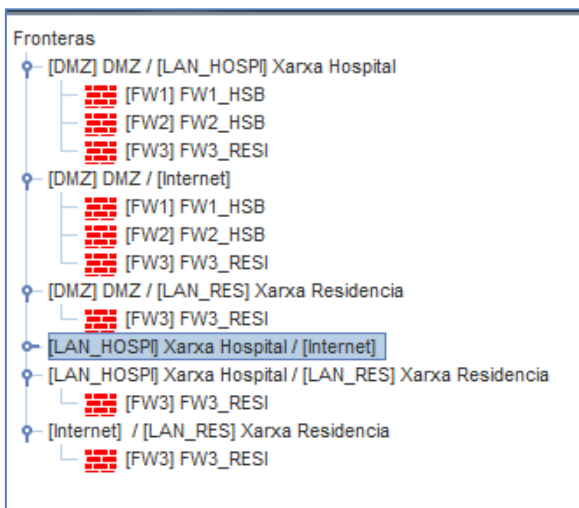 Fronteras
[DMZ] DMZ / [LAN_HOSPI] Xarxa Hospital
[FW1] FW1_HSB
[FW2] FW2_HSB
[FW3] FW3_RESI
[DMZ] DMZ / [Internet]
[FW1] FW1_HSB
[FW2] FW2_HSB
[FW3] FW3_RESI
[DMZ] DMZ / [LAN_RES] Xarxa Residencia
[FW3] FW3_RESI
[LAN_HOSPI] Xarxa Hospital / [Internet]
[LAN_HOSPI] Xarxa Hospital / [LAN_RES] Xarxa Residencia
[FW3] FW3_RESI
[Internet] / [LAN_RES] Xarxa Residencia
[FW3] FW3_RESI